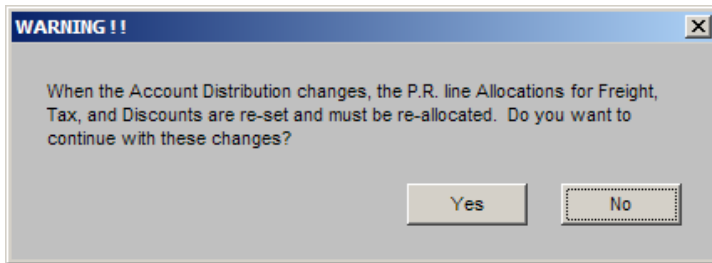 WARNING!!
When the Account Distribution changes, the P.R. line Allocations for Freight,
Tax, and Discounts are re-set and must be re-allocated.  Do you want to
continue with these changes?
Yes
No